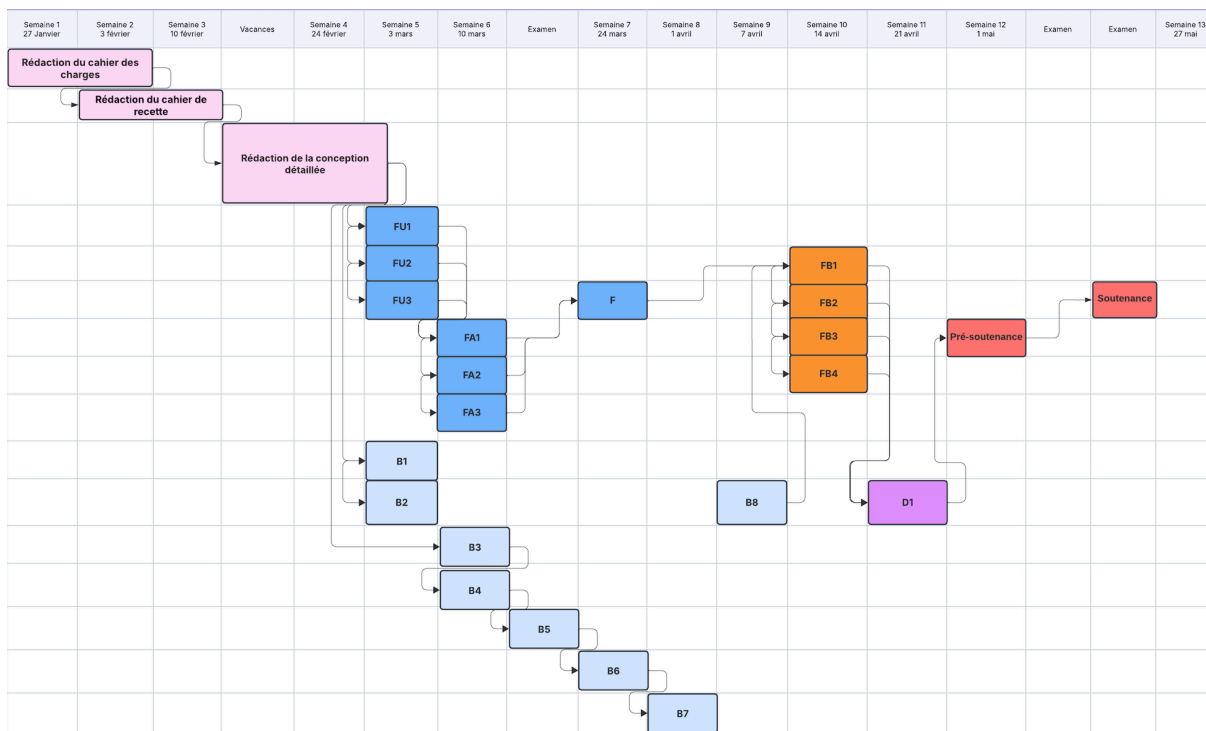 Semaine 1
27 Janvier
Semaine 2
3 février
Semaine 3
10 février
Vacances
Semaine 4
24 février
Semaine 5
3 mars
Semaine 6
10 mars
Examen
Semaine 7
24 mars
Semaine 8
1 avril
Semaine 9
7 avril
Semaine 10
14 avril
Semaine 11
21 avril
Semaine 12
1 mai
Examen
Examen
Semaine 13
27 mai
Rédaction du cahier des
charges
Rédaction du cahier de
recette
Rédaction de la conception
détaillée
FU1
FU2
FU3
FA1
FA2
FA3
F
FB1
FB2
FB3
FB4
Soutenance
Pré-soutenance
B1
B2
B8
D1
B3
B4
B5
B6
B7